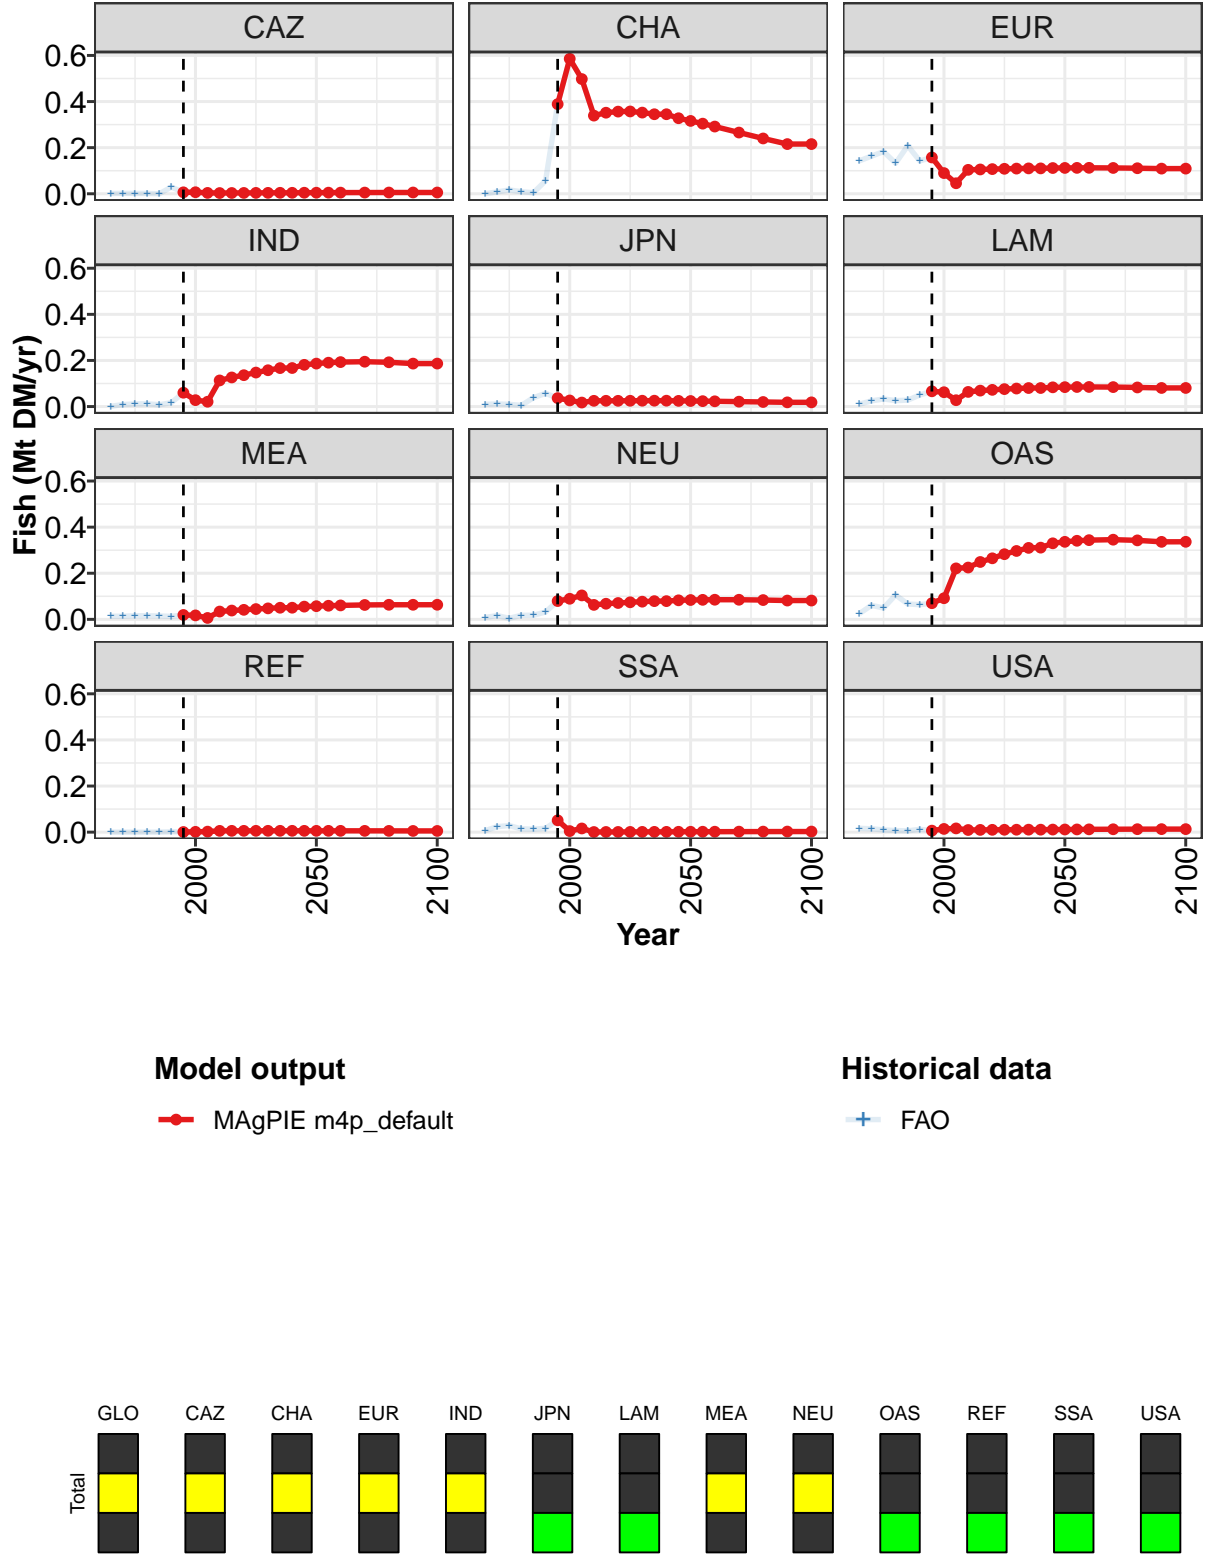 CAZ CHA EUR
0.6
0.4
0.2
0.0
IND JPN LAM
0.6
0.4
0.2
0.0
MEA NEU OAS
0.6
0.4
0.2
0.0
REF SSA USA
0.6
0.4
0.2
0.0
Fish (Mt DM/yr)
2000 2050 2100 2000 2050 2100 2000 2050 2100
Year
Model output Historical data
MAgPIE m4p_default FAO
GLO CAZ CHA EUR IND JPN LAM MEA NEU OAS REF SSA USA
Total